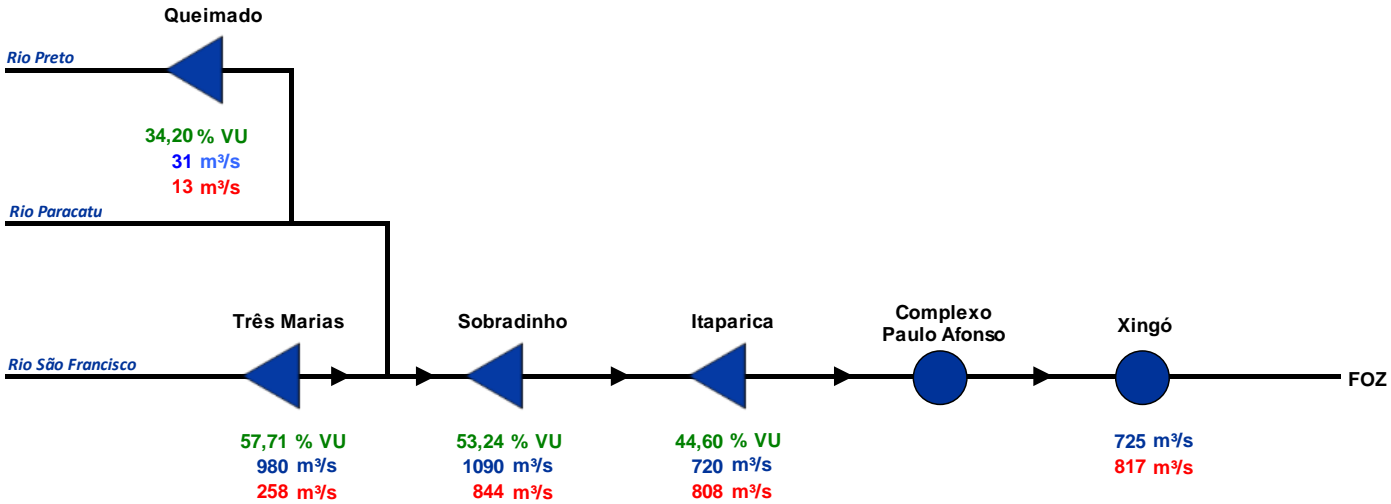 Queimado
Rio Preto
34,20 % VU
31 m³/s
13 m³/s
Rio Paracatu
Três Marias
Sobradinho
Itaparica
Complexo
Paulo Afonso
Xingó
Rio São Francisco
FOZ
57,71 % VU
980 m³/s
258 m³/s
53,24 % VU
1090 m³/s
844 m³/s
44,60 % VU
720 m³/s
808 m³/s
725 m³/s
817 m³/s